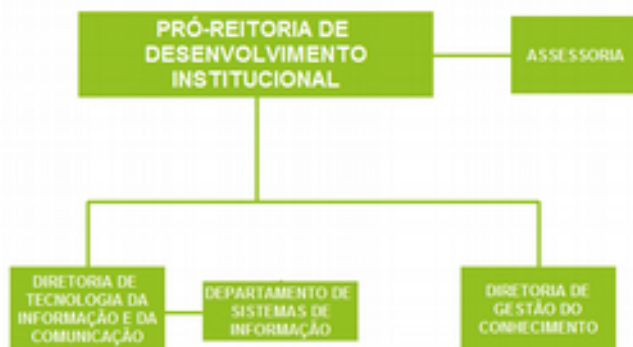 PRÓ-REITORIA DE
DESENVOLVIMENTO
INSTITUCIONAL
ASSESSORIA
DIRETORIA DE
TECNOLOGIA DA
INFORMAÇÃO E DA
COMUNICAÇÃO
DEPARTAMENTO DE
SISTEMAS DE
INFORMAÇÃO
DIRETORIA DE
GESTÃO DO
CONHECIMENTO